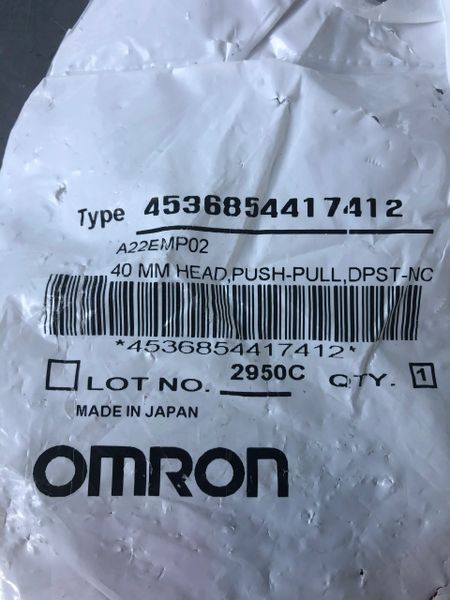 Type 4536854417412
A22EMP02
40 MM HEAD,PUSH-PULL,DPST-NC
*4536854417412*
LOT NO. 2950C QTY. 1
MADE IN JAPAN
OMRON